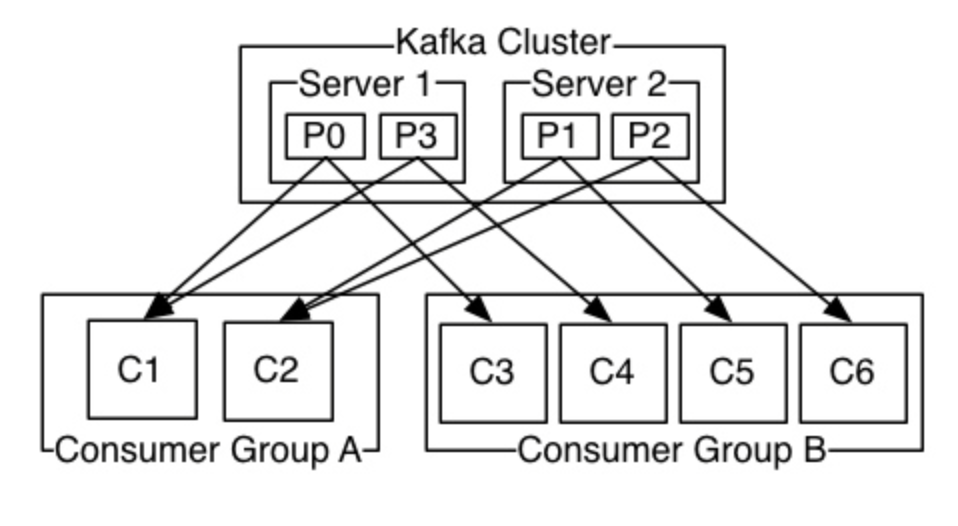 Kafka Cluster
Server 1
Server 2
P0
P3
P1
P2
C1
C2
C3
C4
C5
C6
Consumer Group A
Consumer Group B